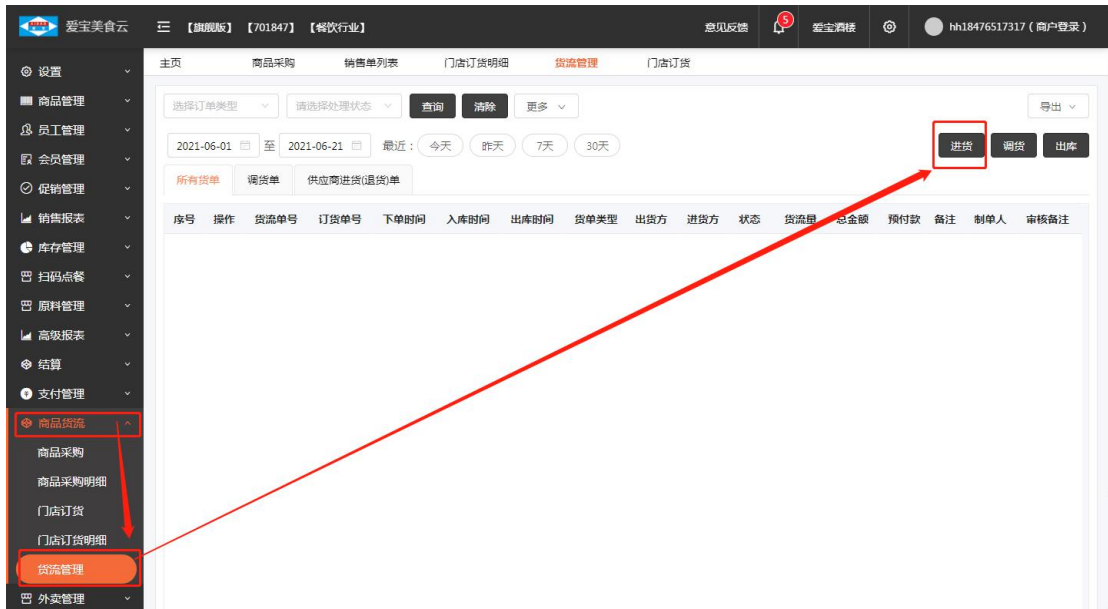 爱宝美食云
【旗舰版】 【701847】 【餐饮行业】
意见反馈
5
爱宝酒楼
hh18476517317 ( 商户登录 )
设置
商品管理
员工管理
会员管理
促销管理
销售报表
库存管理
扫码点餐
原料管理
高级报表
结算
支付管理
商品货流
商品采购
商品采购明细
门店订货
门店订货明细
货流管理
外卖管理
主页 商品采购 销售单列表 门店订货明细 货流管理 门店订货
选择订单类型 请选择处理状态 查询 清除 更多 导出
2021-06-01 至 2021-06-21 最近： 今天 昨天 7天 30天 进货 调货 出库
所有货单 调货单 供应商进货(退货)单
序号 操作 货流单号 订货单号 下单时间 入库时间 出库时间 货单类型 出货方 进货方 状态 货流量 总金额 预付款 备注 制单人 审核备注